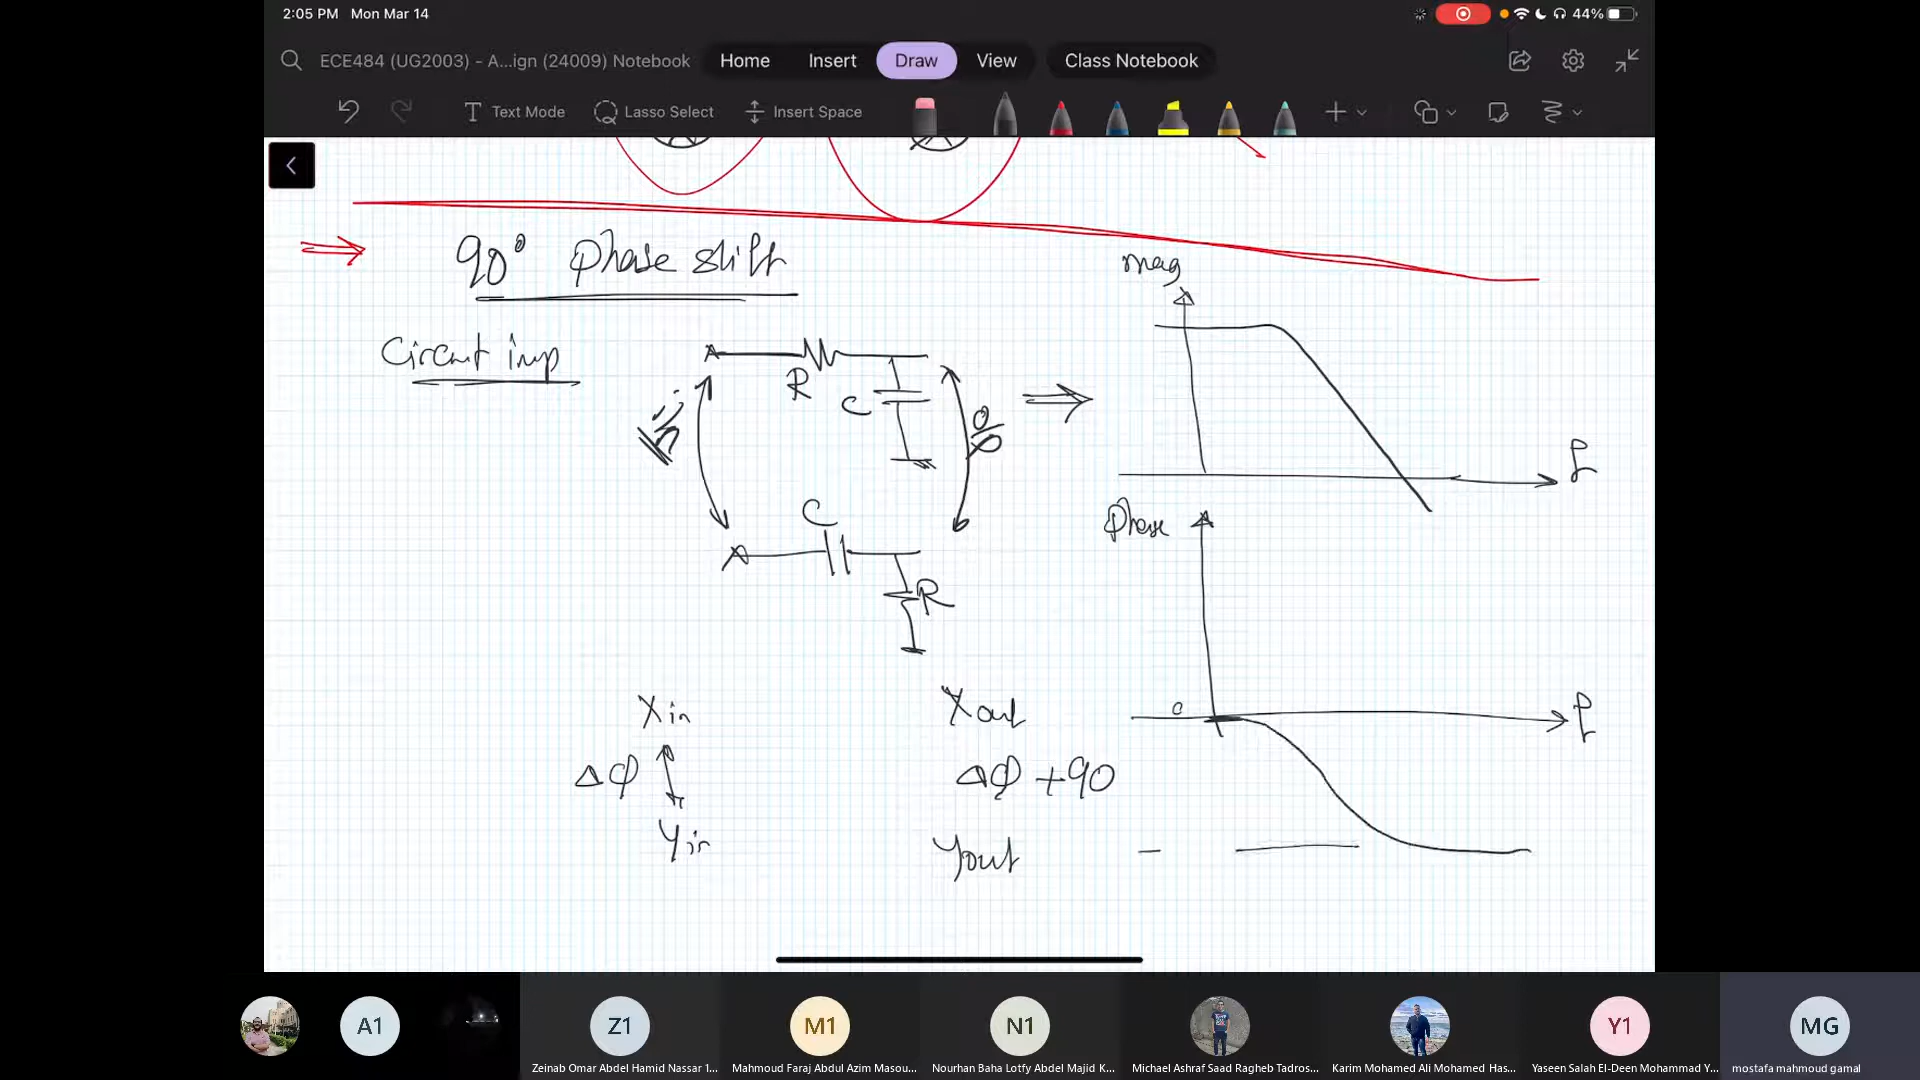 2:05 PM Mon Mar 14
44%
ECE484 (UG2003) - A...ign (24009) Notebook
Home Insert Draw View Class Notebook
Text Mode Lasso Select Insert Space
90° phase shift
mag
Circuit imp
R
C
f
Phase
C
R
Xin Xout
0
f
Δφ Δφ +90
Yin Yout
A1
Z1
M1
N1
Y1
MG
Zeinab Omar Abdel Hamid Nassar 1...
Mahmoud Faraj Abdul Azim Masou...
Nourhan Baha Lotfy Abdel Majid K...
Michael Ashraf Saad Ragheb Tadros...
Karim Mohamed Ali Mohamed Has...
Yaseen Salah El-Deen Mohammad Y...
mostafa mahmoud gamal